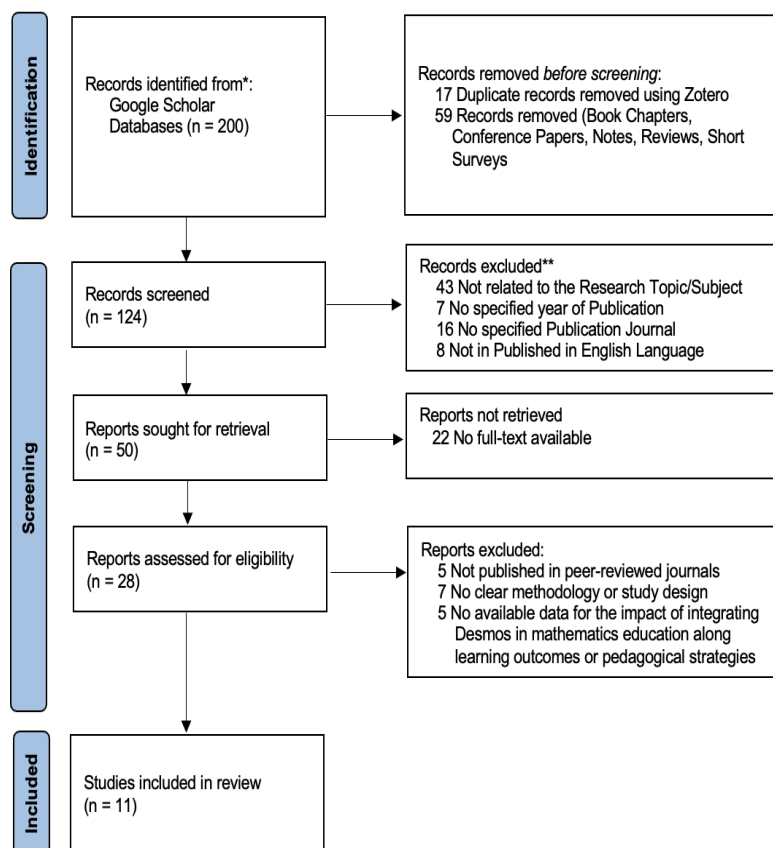 Identification
Records identified from*:
Google Scholar
Databases (n = 200)
Records removed before screening:
17 Duplicate records removed using Zotero
59 Records removed (Book Chapters,
Conference Papers, Notes, Reviews, Short
Surveys
Screening
Records screened
(n = 124)
Records excluded**
43 Not related to the Research Topic/Subject
7 No specified year of Publication
16 No specified Publication Journal
8 Not in Published in English Language
Reports sought for retrieval
(n = 50)
Reports not retrieved
22 No full-text available
Reports assessed for eligibility
(n = 28)
Reports excluded:
5 Not published in peer-reviewed journals
7 No clear methodology or study design
5 No available data for the impact of integrating
Desmos in mathematics education along
learning outcomes or pedagogical strategies
Included
Studies included in review
(n = 11)